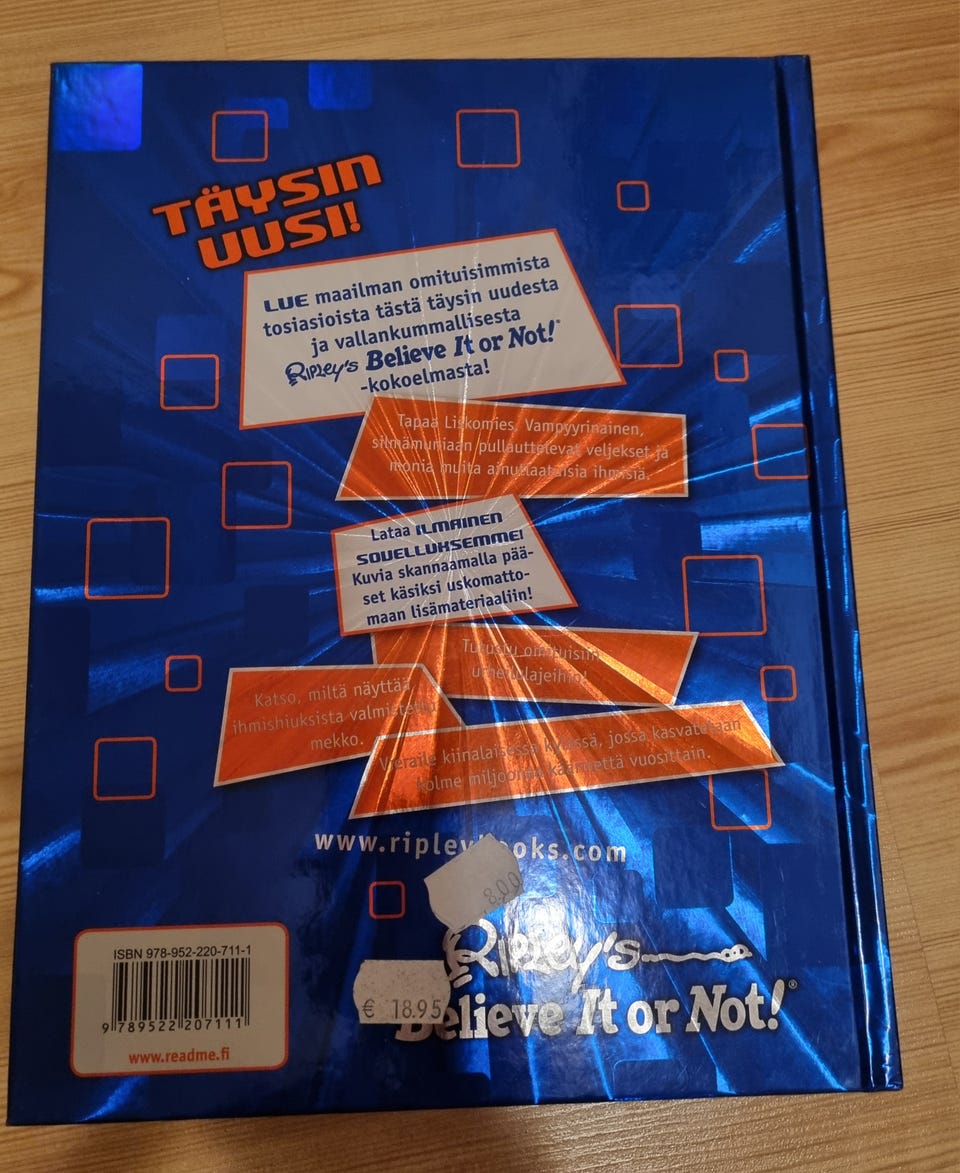 TÄYSIN
UUSI!
LUE maailman omituisimmista
tosiasioista tästä täysin uudesta
ja vallankummallisesta
Ripley's Believe It or Not!®
-kokoelmasta!
Tapaa Liskomies, Vampyyrinainen,
silmämuniaan pullauttelevat veljekset ja
monia muita ainutlaatuisia ihmisiä.
Lataa ILMAINEN
SOVELLUKSEMME!
Kuvia skannaamalla pää-
set käsiksi uskomatto-
maan lisämateriaaliin!
Tutustu omituisiin
urheilulajeihin!
Katso, miltä näyttää
ihmishiuksista valmistettu
mekko.
Vieraile kiinalaisessa kylässä, jossa kasvatetaan
kolme miljoonaa käärmettä vuosittain.
www.ripleybooks.com
8.00
Ripley's
Believe It or Not!®
€ 18.95
ISBN 978-952-220-711-1
9 789522 207111
www.readme.fi